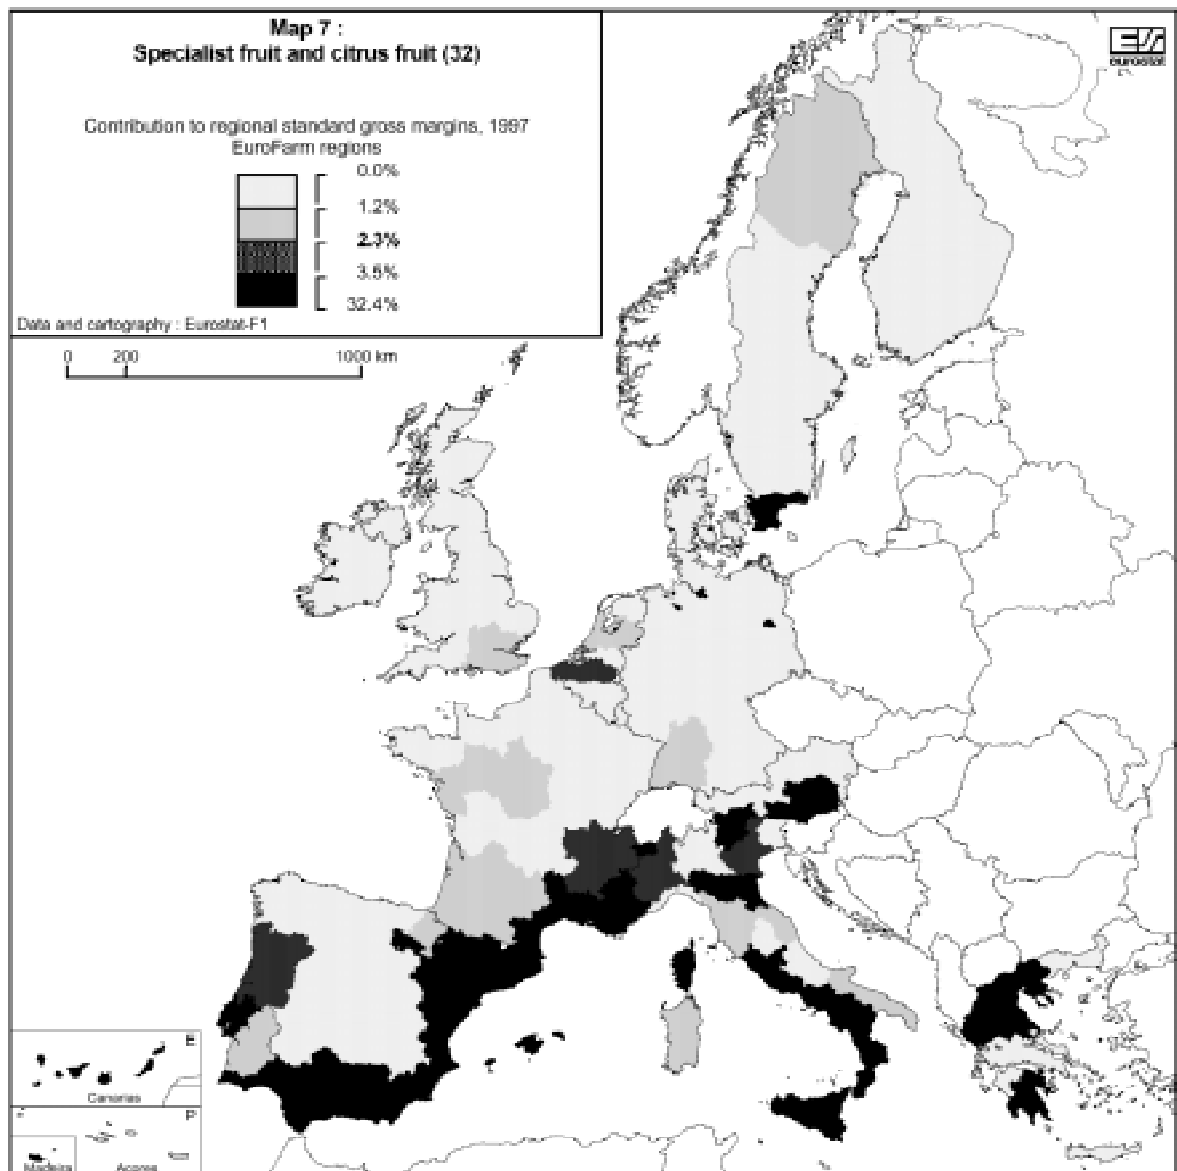 Map 7 :
Specialist fruit and citrus fruit (32)
eurostat
Contribution to regional standard gross margins, 1997
EuroFarm regions
0.0%
1.2%
2.3%
3.5%
32.4%
Data and cartography : Eurostat-F1
0 200 1000 km
E
Canarias
P
Madeira Açores